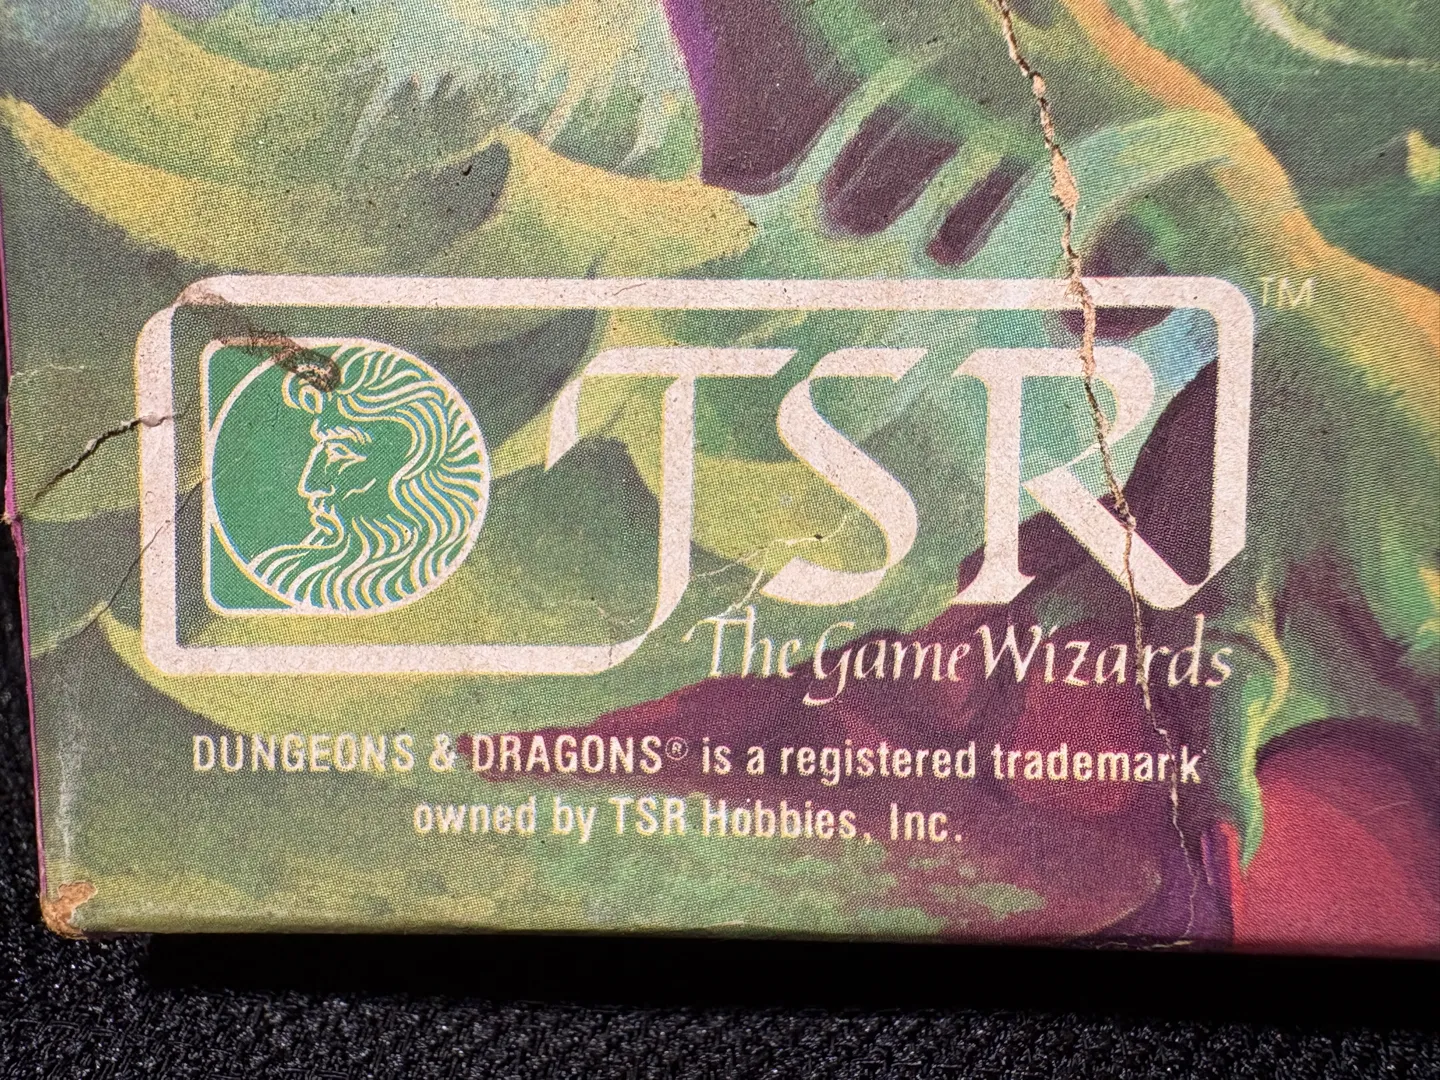 TSR™
The Game Wizards
DUNGEONS & DRAGONS® is a registered trademark
owned by TSR Hobbies, Inc.